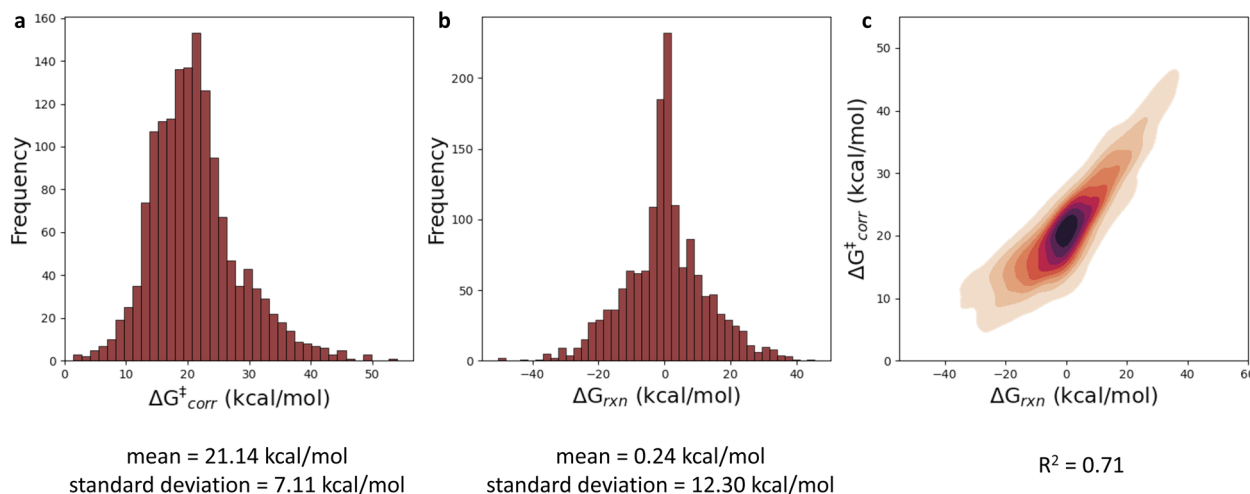 a
160
140
120
100
80
60
40
20
0
Frequency
0 10 20 30 40 50
ΔG‡corr (kcal/mol)
mean = 21.14 kcal/mol
standard deviation = 7.11 kcal/mol
b
200
150
100
50
0
Frequency
−40 −20 0 20 40
ΔGrxn (kcal/mol)
mean = 0.24 kcal/mol
standard deviation = 12.30 kcal/mol
c
50
40
30
20
10
0
ΔG‡corr (kcal/mol)
−40 −20 0 20 40 60
ΔGrxn (kcal/mol)
R² = 0.71